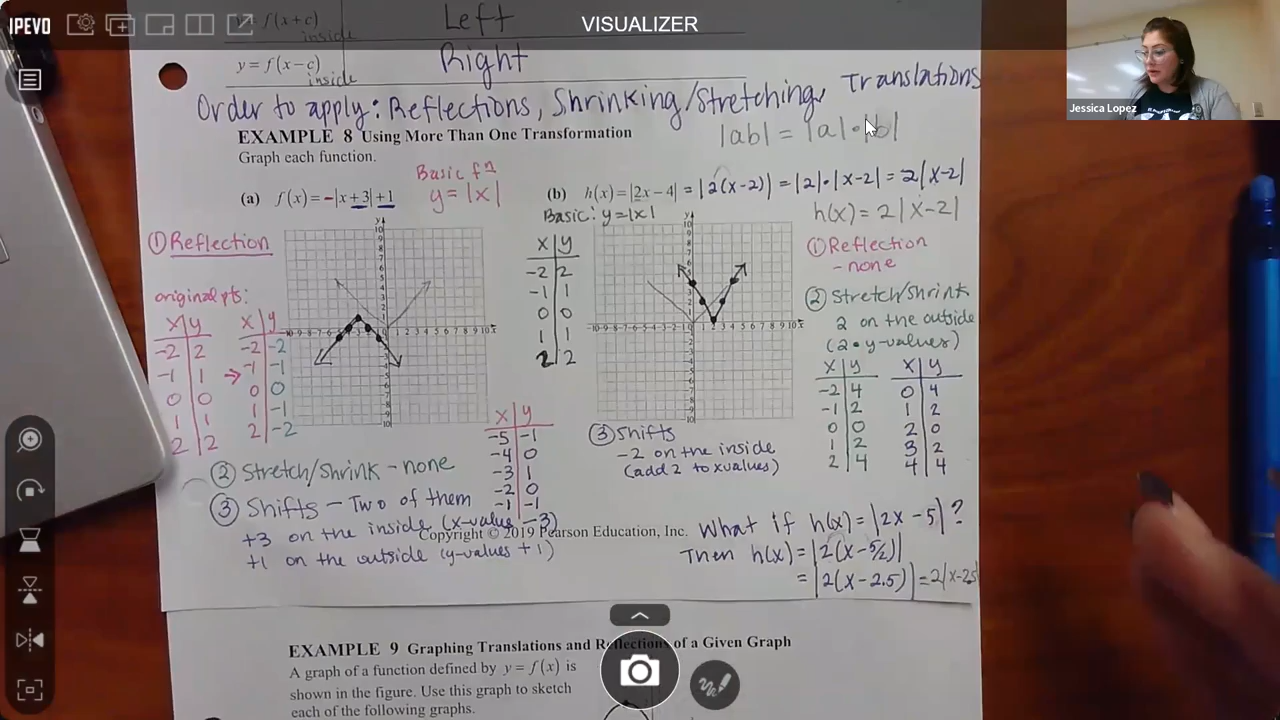 IPEVO
VISUALIZER
Jessica Lopez
y = f(x+c)
inside
Left
y = f(x−c)
inside
Right
Order to apply: Reflections, Shrinking/Stretching, Translations
EXAMPLE 8 Using More Than One Transformation
|ab| = |a|·|b|
Graph each function.
Basic fn
y = |x|
(a) f(x) = −|x + 3| + 1
(b) h(x) = |2x − 4| = |2(x−2)| = |2|·|x−2| = 2|x−2|
Basic: y=|x|
h(x) = 2|x−2|
① Reflection
original pts:
x y
-2 2
-1 1
0 0
1 1
2 2
x y
-2 -2
-1 -1
0 0
1 -1
2 -2
② Stretch/Shrink - none
③ Shifts - Two of them
+3 on the inside (x-value −3)
+1 on the outside (y-values +1)
x y
-5 -1
-4 0
-3 1
-2 0
-1 -1
x y
-2 2
-1 1
0 0
1 1
2 2
① Reflection
- none
② Stretch/Shrink
2 on the outside
(2•y-values)
x y
-2 4
-1 2
0 0
1 2
2 4
x y
0 4
1 2
2 0
3 2
4 4
③ Shifts
-2 on the inside
(add 2 to x values)
Copyright © 2019 Pearson Education, Inc.
What if h(x) = |2x − 5| ?
Then h(x) = |2(x − 5/2)|
= |2(x − 2.5)| = 2|x-2.5|
EXAMPLE 9 Graphing Translations and Reflections of a Given Graph
A graph of a function defined by y = f(x) is
shown in the figure. Use this graph to sketch
each of the following graphs.